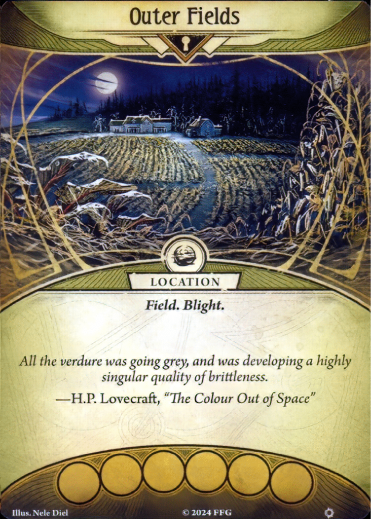 Outer Fields
LOCATION
Field. Blight.
All the verdure was going grey, and was developing a highly
singular quality of brittleness.
—H.P. Lovecraft, “The Colour Out of Space”
Illus. Nele Diel
© 2024 FFG